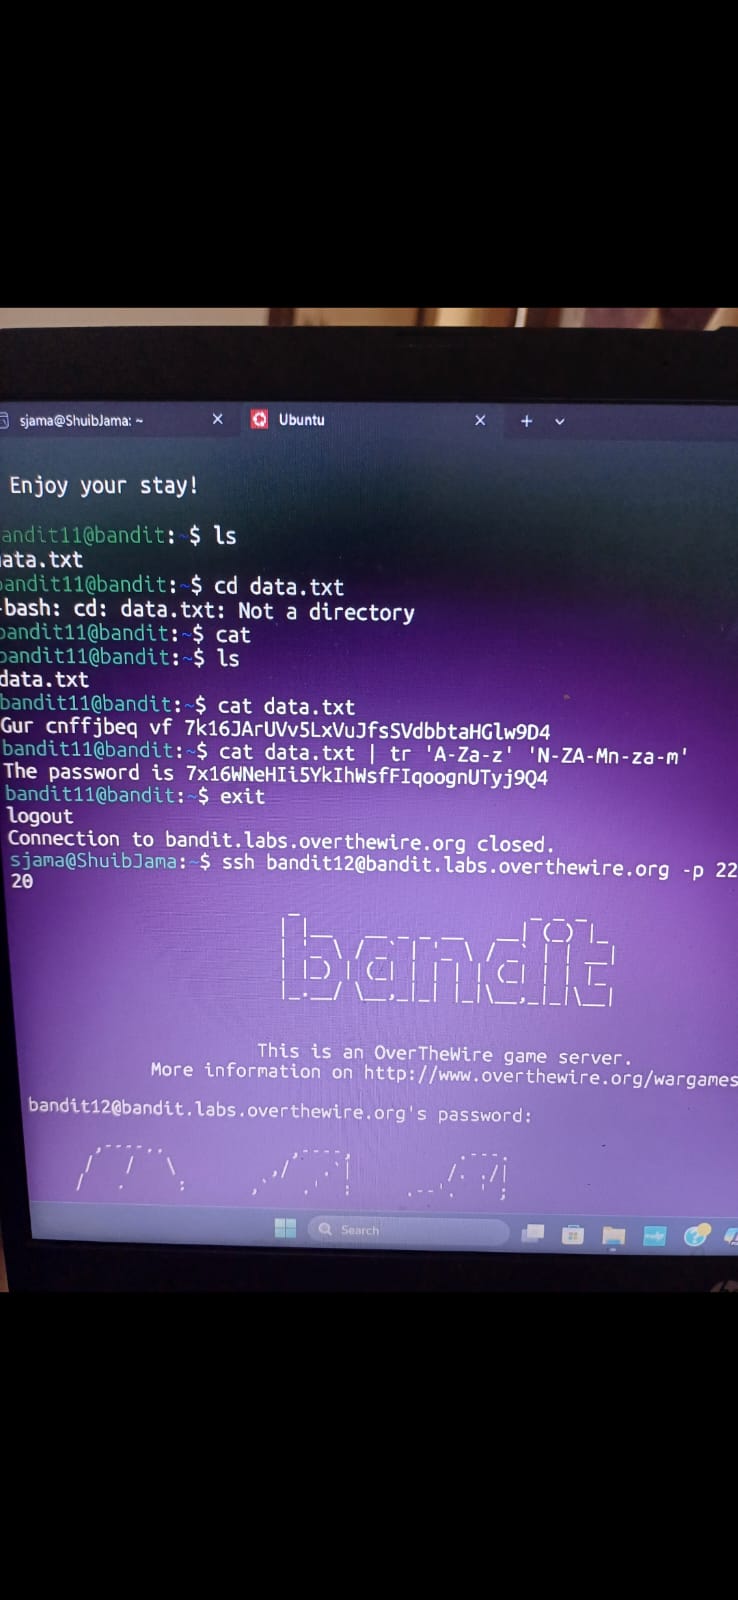 sjama@ShuibJama: ~
Ubuntu
Enjoy your stay!
andit11@bandit:~$ ls
ata.txt
bandit11@bandit:~$ cd data.txt
-bash: cd: data.txt: Not a directory
bandit11@bandit:~$ cat
bandit11@bandit:~$ ls
data.txt
bandit11@bandit:~$ cat data.txt
Gur cnffjbeq vf 7k16JArUVv5LxVuJfsSVdbbtaHGlw9D4
bandit11@bandit:~$ cat data.txt | tr 'A-Za-z' 'N-ZA-Mn-za-m'
The password is 7x16WNeHIi5YkIhWsfFIqoognUTyj9Q4
bandit11@bandit:~$ exit
logout
Connection to bandit.labs.overthewire.org closed.
sjama@ShuibJama:~$ ssh bandit12@bandit.labs.overthewire.org -p 22
20
bandit
This is an OverTheWire game server.
More information on http://www.overthewire.org/wargames
bandit12@bandit.labs.overthewire.org's password:
Search